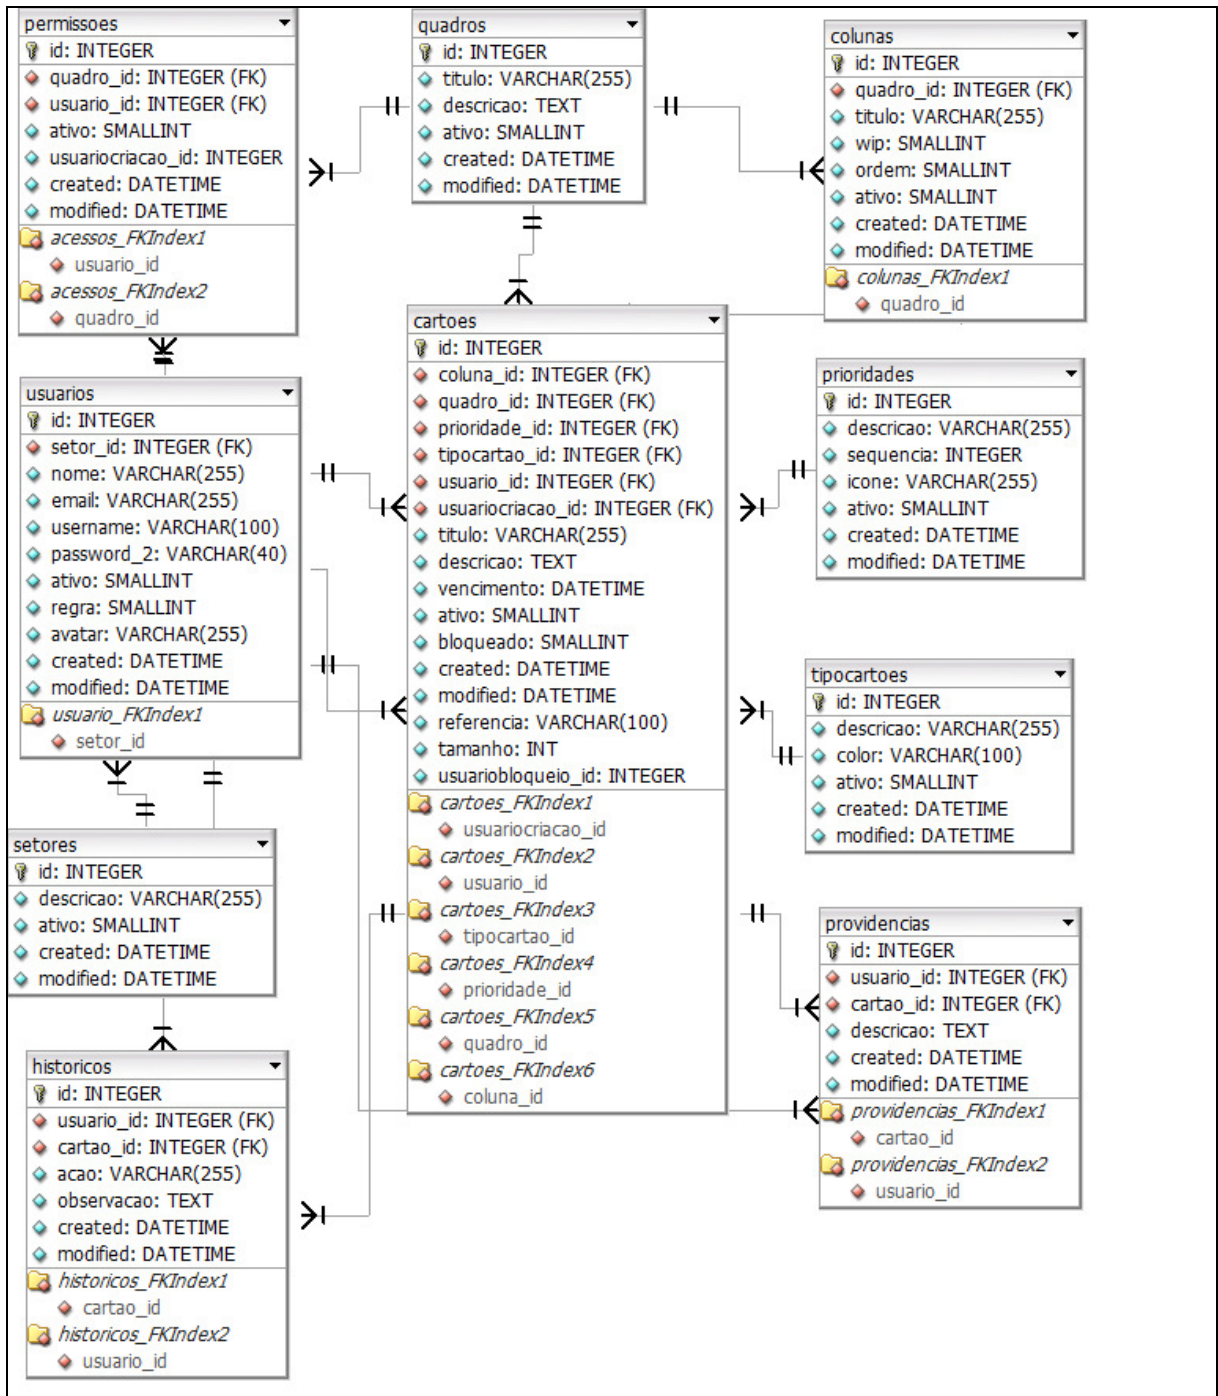 permissoes
id: INTEGER
quadro_id: INTEGER (FK)
usuario_id: INTEGER (FK)
ativo: SMALLINT
usuariocriacao_id: INTEGER
created: DATETIME
modified: DATETIME
acessos_FKIndex1
usuario_id
acessos_FKIndex2
quadro_id
quadros
id: INTEGER
titulo: VARCHAR(255)
descricao: TEXT
ativo: SMALLINT
created: DATETIME
modified: DATETIME
colunas
id: INTEGER
quadro_id: INTEGER (FK)
titulo: VARCHAR(255)
wip: SMALLINT
ordem: SMALLINT
ativo: SMALLINT
created: DATETIME
modified: DATETIME
colunas_FKIndex1
quadro_id
usuarios
id: INTEGER
setor_id: INTEGER (FK)
nome: VARCHAR(255)
email: VARCHAR(255)
username: VARCHAR(100)
password_2: VARCHAR(40)
ativo: SMALLINT
regra: SMALLINT
avatar: VARCHAR(255)
created: DATETIME
modified: DATETIME
usuario_FKIndex1
setor_id
cartoes
id: INTEGER
coluna_id: INTEGER (FK)
quadro_id: INTEGER (FK)
prioridade_id: INTEGER (FK)
tipocartao_id: INTEGER (FK)
usuario_id: INTEGER (FK)
usuariocriacao_id: INTEGER (FK)
titulo: VARCHAR(255)
descricao: TEXT
vencimento: DATETIME
ativo: SMALLINT
bloqueado: SMALLINT
created: DATETIME
modified: DATETIME
referencia: VARCHAR(100)
tamanho: INT
usuariobloqueio_id: INTEGER
cartoes_FKIndex1
usuariocriacao_id
cartoes_FKIndex2
usuario_id
cartoes_FKIndex3
tipocartao_id
cartoes_FKIndex4
prioridade_id
cartoes_FKIndex5
quadro_id
cartoes_FKIndex6
coluna_id
prioridades
id: INTEGER
descricao: VARCHAR(255)
sequencia: INTEGER
icone: VARCHAR(255)
ativo: SMALLINT
created: DATETIME
modified: DATETIME
tipocartoes
id: INTEGER
descricao: VARCHAR(255)
color: VARCHAR(100)
ativo: SMALLINT
created: DATETIME
modified: DATETIME
setores
id: INTEGER
descricao: VARCHAR(255)
ativo: SMALLINT
created: DATETIME
modified: DATETIME
providencias
id: INTEGER
usuario_id: INTEGER (FK)
cartao_id: INTEGER (FK)
descricao: TEXT
created: DATETIME
modified: DATETIME
providencias_FKIndex1
cartao_id
providencias_FKIndex2
usuario_id
historicos
id: INTEGER
usuario_id: INTEGER (FK)
cartao_id: INTEGER (FK)
acao: VARCHAR(255)
observacao: TEXT
created: DATETIME
modified: DATETIME
historicos_FKIndex1
cartao_id
historicos_FKIndex2
usuario_id